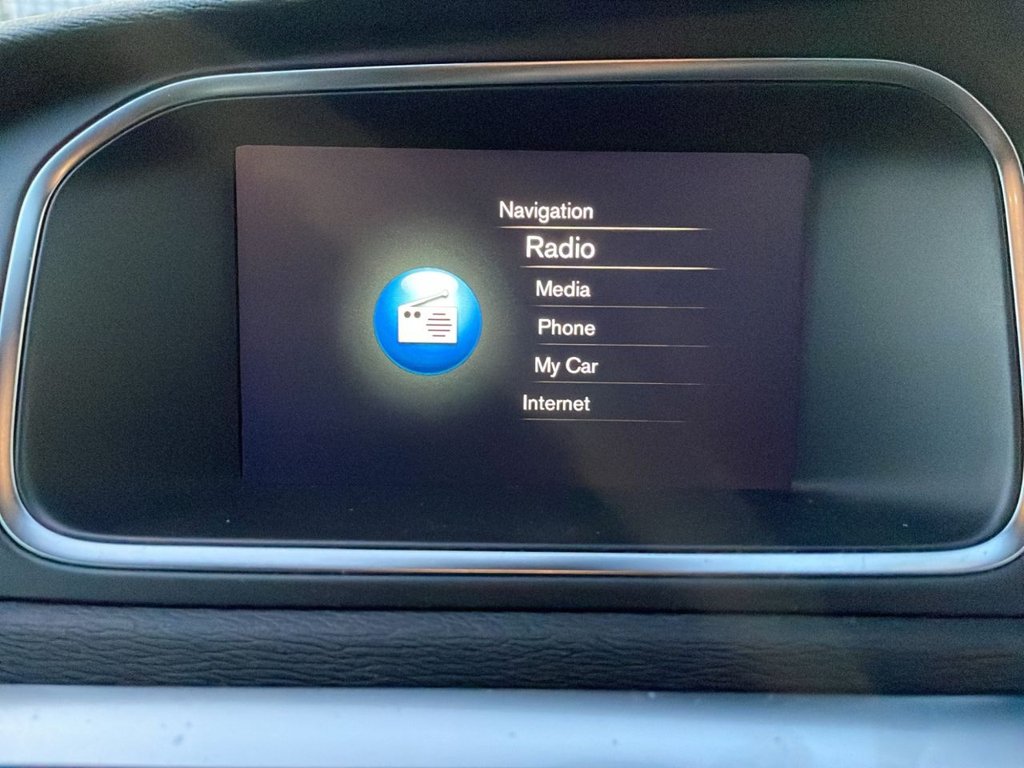 Navigation
Radio
Media
Phone
My Car
Internet